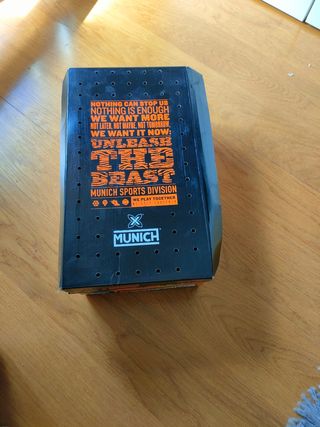 NOTHING CAN STOP US
NOTHING IS ENOUGH
WE WANT MORE
NOT LATER, NOT MAYBE, NOT TOMORROW,
WE WANT IT NOW:
UNLEASH
THE
BEAST
MUNICH SPORTS DIVISION
WE PLAY TOGETHER
MUNICH